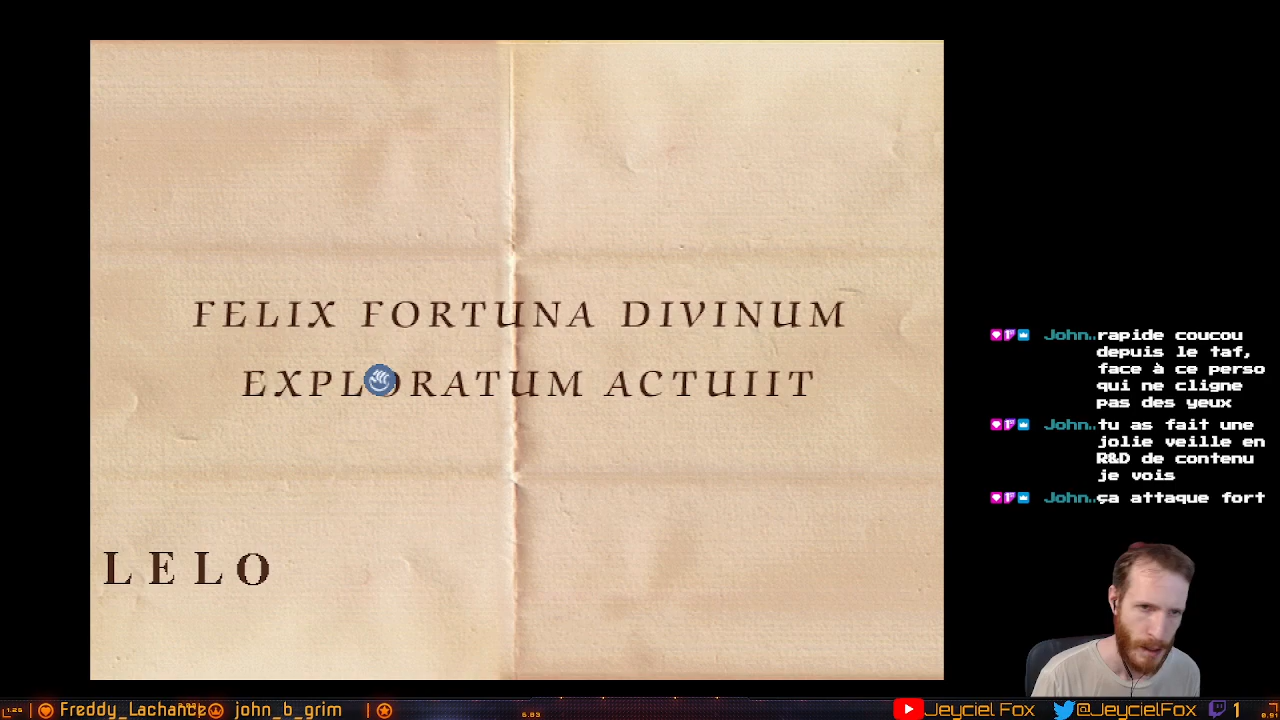 FELIX FORTUNA DIVINUM
EXPLORATUM ACTUIIT
LELO
John..rapide coucou
depuis le taf,
face à ce perso
qui ne cligne
pas des yeux
John..tu as fait une
jolie veille en
R&D de contenu
je vois
John..ça attaque fort
Freddy_Lachance john_b_grim
6.83
Jeyciel Fox @JeycielFox 1